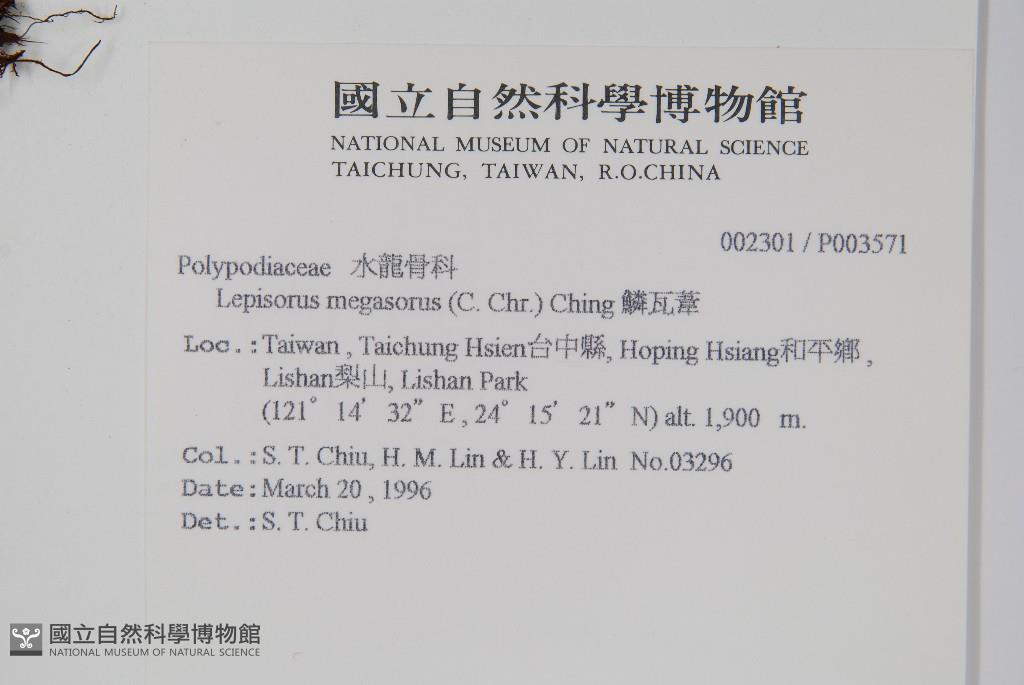 國立自然科學博物館
NATIONAL MUSEUM OF NATURAL SCIENCE
TAICHUNG, TAIWAN, R.O.CHINA
002301 / P003571
Polypodiaceae 水龍骨科
Lepisorus megasorus (C. Chr.) Ching 鱗瓦葦
Loc.:Taiwan , Taichung Hsien台中縣, Hoping Hsiang和平鄉 ,
Lishan梨山, Lishan Park
(121° 14' 32" E , 24° 15' 21" N) alt. 1,900 m.
Col.:S. T. Chiu, H. M. Lin & H. Y. Lin No.03296
Date:March 20 , 1996
Det.:S. T. Chiu
國立自然科學博物館
NATIONAL MUSEUM OF NATURAL SCIENCE